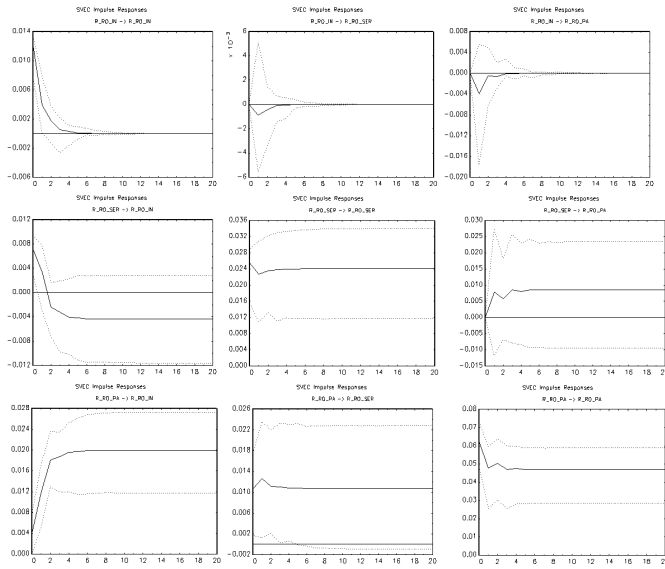 SVEC Impulse Responses
R_RO_IN -> R_RO_IN
0.014
0.010
0.006
0.002
-0.002
-0.006
0 2 4 6 8 10 12 14 16 18 20
SVEC Impulse Responses
R_RO_IN -> R_RO_SER
x 10-3
6
4
2
0
-2
-4
-6
0 2 4 6 8 10 12 14 16 18 20
SVEC Impulse Responses
R_RO_IN -> R_RO_PA
0.008
0.004
0.000
-0.004
-0.008
-0.012
-0.016
-0.020
0 2 4 6 8 10 12 14 16 18 20
SVEC Impulse Responses
R_RO_SER -> R_RO_IN
0.012
0.008
0.004
0.000
-0.004
-0.008
-0.012
0 2 4 6 8 10 12 14 16 18 20
SVEC Impulse Responses
R_RO_SER -> R_RO_SER
0.036
0.030
0.024
0.018
0.012
0.006
0.000
0 2 4 6 8 10 12 14 16 18 20
SVEC Impulse Responses
R_RO_SER -> R_RO_PA
0.030
0.025
0.020
0.015
0.010
0.005
0.000
-0.005
-0.010
-0.015
0 2 4 6 8 10 12 14 16 18 2
SVEC Impulse Responses
R_RO_PA -> R_RO_IN
0.028
0.024
0.020
0.016
0.012
0.008
0.004
0.000
0 2 4 6 8 10 12 14 16 18 20
SVEC Impulse Responses
R_RO_PA -> R_RO_SER
0.026
0.022
0.018
0.014
0.010
0.006
0.002
-0.002
0 2 4 6 8 10 12 14 16 18 20
SVEC Impulse Responses
R_RO_PA -> R_RO_PA
0.08
0.07
0.06
0.05
0.04
0.03
0.02
0.01
0.00
0 2 4 6 8 10 12 14 16 18 2